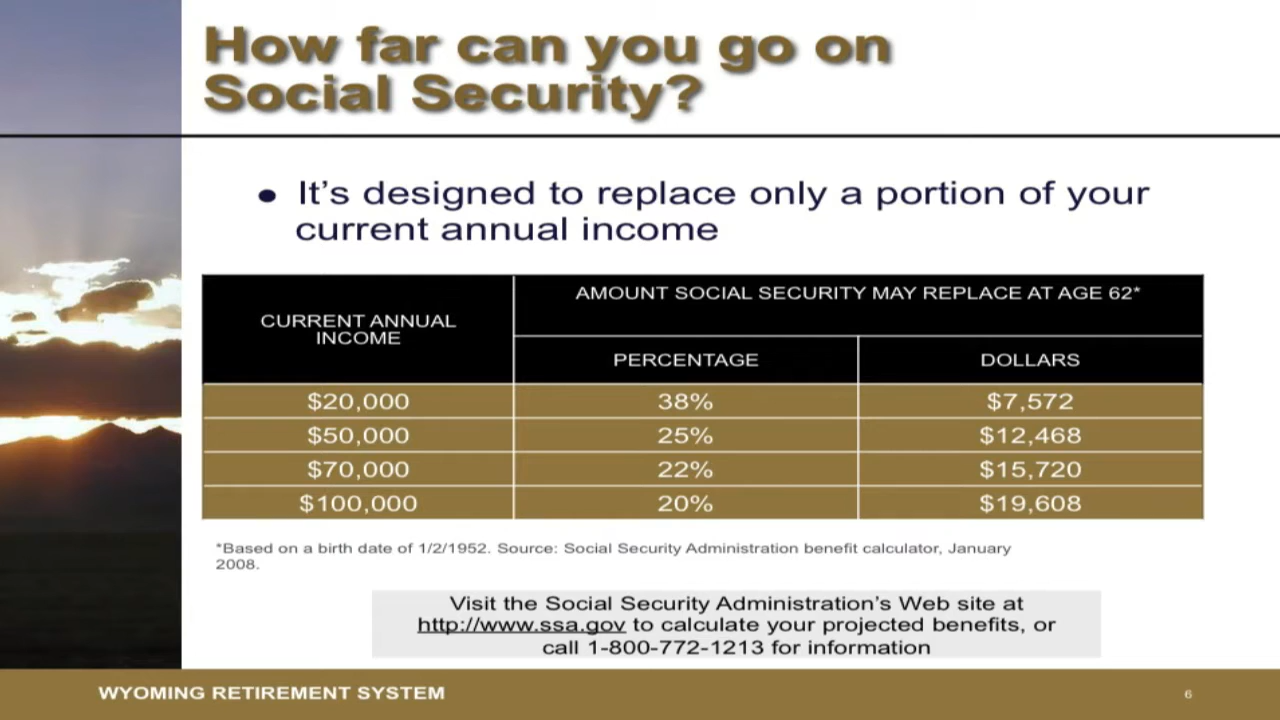 How far can you go on
Social Security?
• It's designed to replace only a portion of your
current annual income
CURRENT ANNUAL
INCOME
AMOUNT SOCIAL SECURITY MAY REPLACE AT AGE 62*
PERCENTAGE
DOLLARS
$20,000 38% $7,572
$50,000 25% $12,468
$70,000 22% $15,720
$100,000 20% $19,608
*Based on a birth date of 1/2/1952. Source: Social Security Administration benefit calculator, January
2008.
Visit the Social Security Administration's Web site at
http://www.ssa.gov to calculate your projected benefits, or
call 1-800-772-1213 for information
WYOMING RETIREMENT SYSTEM
6